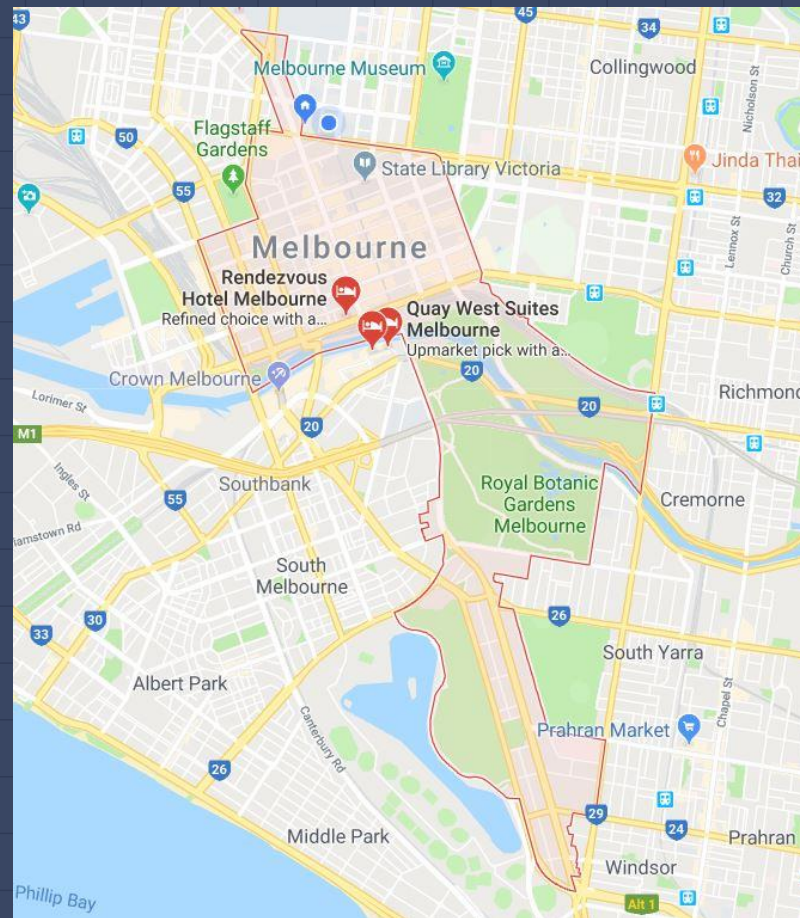 43
45
34
Melbourne Museum
Collingwood
Nicholson St
50
Flagstaff
Gardens
State Library Victoria
Jinda Thai
55
32
Lennox St
Church St
Melbourne
Rendezvous
Hotel Melbourne
Refined choice with a...
Quay West Suites
Melbourne
Upmarket pick with a...
Crown Melbourne
20
Lorimer St
20
Richmond
M1
20
Ingles St
Southbank
55
Royal Botanic
Gardens
Melbourne
Cremorne
South
Melbourne
30
33
26
South Yarra
Albert Park
Chapel St
Canterbury Rd
Prahran Market
26
29
24
Middle Park
Prahran
Windsor
Phillip Bay
Alt 1